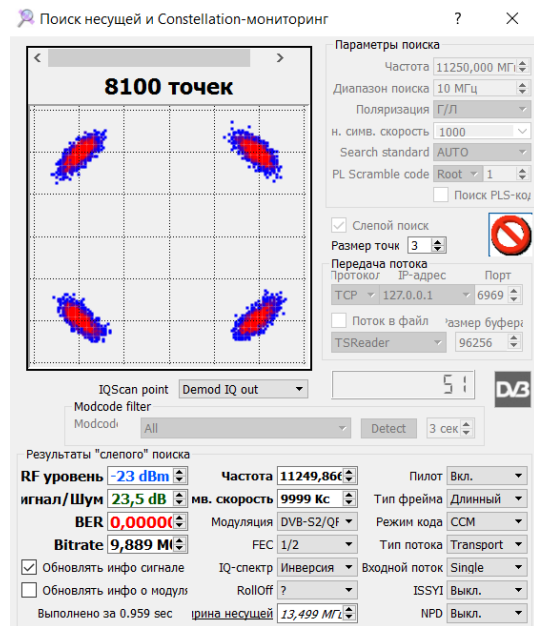 Поиск несущей и Constellation-мониторинг ? ×
8100 точек
Параметры поиска
Частота 11250,000 МГц
Диапазон поиска 10 МГц
Поляризация Г/Л
н. симв. скорость 1000
Search standard AUTO
PL Scramble code Root 1
Поиск PLS-код
Слепой поиск
Размер точк 3
Передача потока
Протокол IP-адрес Порт
TCP 127.0.0.1 6969
Поток в файл размер буфера
TSReader 96256
IQScan point Demod IQ out
51 DVB
Modcode filter
Modcode All Detect 3 сек
Результаты "слепого" поиска
RF уровень -23 dBm Частота 11249,866 Пилот Вкл.
игнал/Шум 23,5 dB мв. скорость 9999 Кс Тип фрейма Длинный
BER 0,00000( Модуляция DVB-S2/QF Режим кода CCM
Bitrate 9,889 М( FEC 1/2 Тип потока Transport
Обновлять инфо сигнале IQ-спектр Инверсия Входной поток Single
Обновлять инфо о модуля RollOff ? ISSYI Выкл.
Выполнено за 0.959 sec рина несущей 13,499 МГц NPD Выкл.